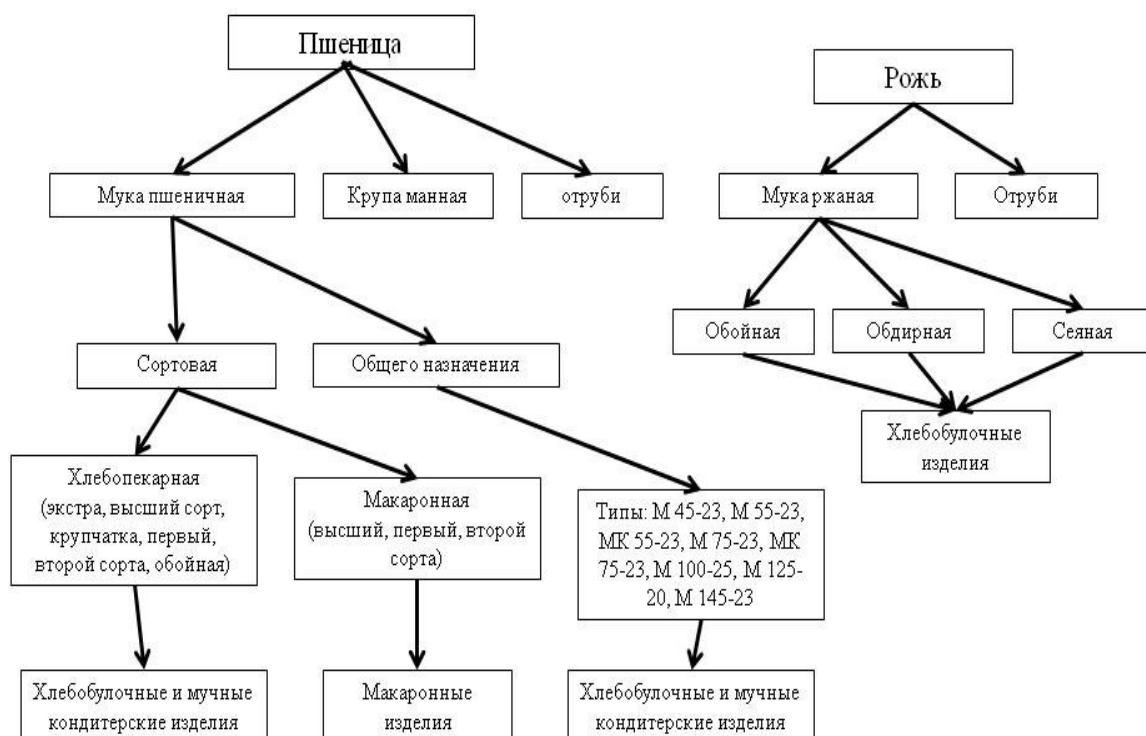 Пшеница
Рожь
Мука пшеничная
Крупа манная
отруби
Мука ржаная
Отруби
Обойная
Обдирная
Сеяная
Сортовая
Общего назначения
Хлебобулочные
изделия
Хлебопекарная
(экстра, высший сорт,
крупчатка, первый,
второй сорта, обойная)
Макаронная
(высший, первый, второй
сорта)
Типы: М 45-23, М 55-23,
МК 55-23, М 75-23, МК
75-23, М 100-25, М 125-
20, М 145-23
Хлебобулочные и мучные
кондитерские изделия
Макаронные
изделия
Хлебобулочные и мучные
кондитерские изделия